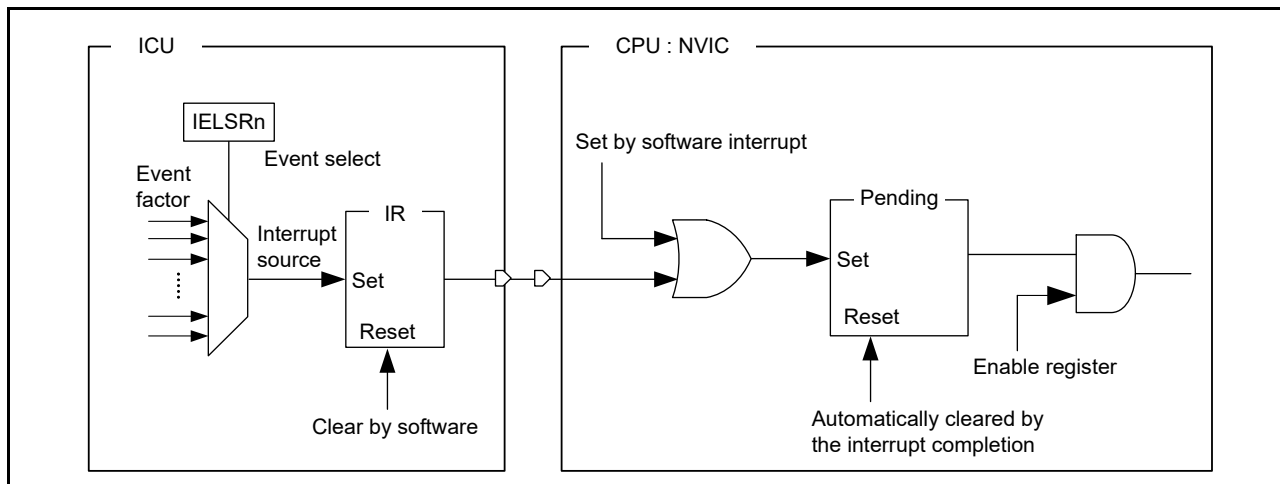 ICU
CPU : NVIC
IELSRn
Event select
Event
factor
Interrupt
source
IR
Set
Reset
Clear by software
Set by software interrupt
Pending
Set
Reset
Enable register
Automatically cleared by
the interrupt completion